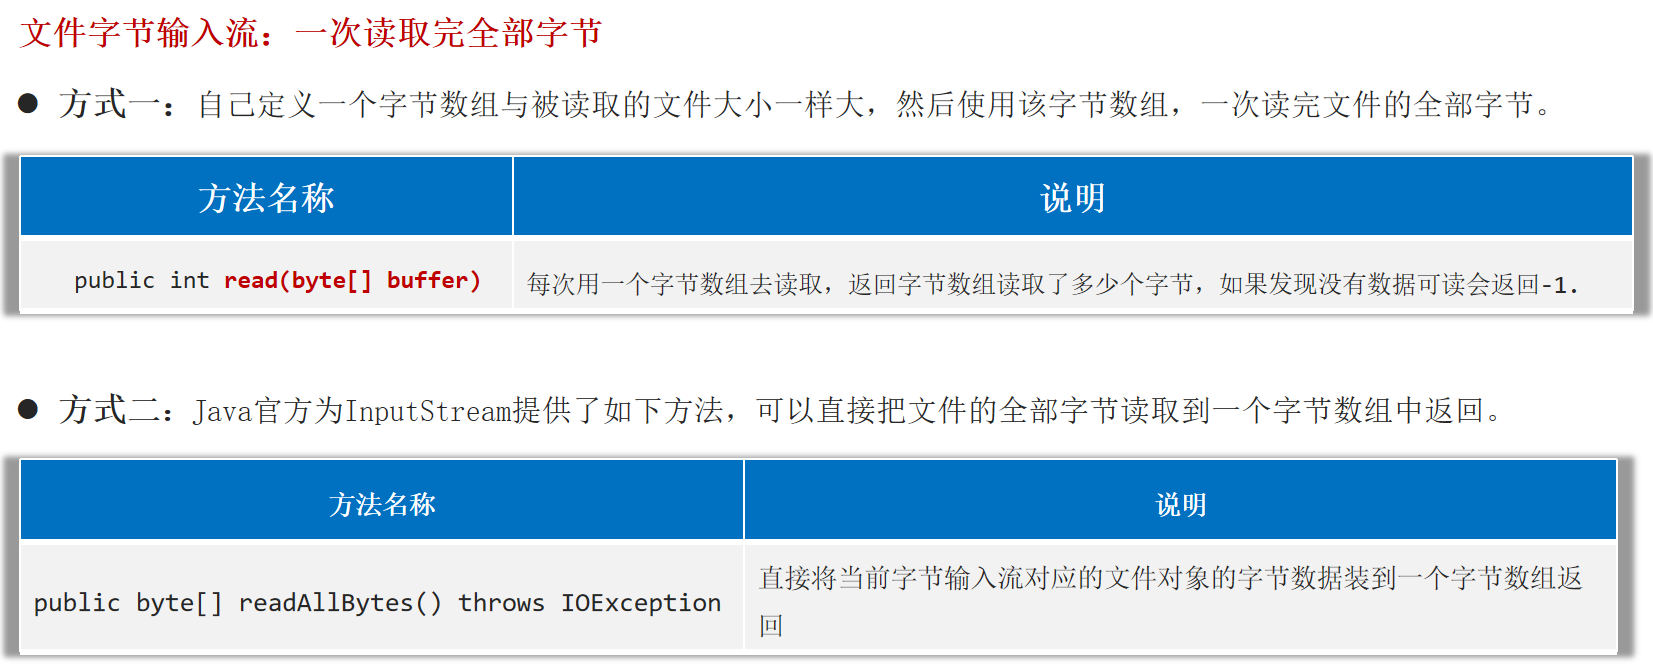 文件字节输入流：一次读取完全部字节
● 方式一：自己定义一个字节数组与被读取的文件大小一样大，然后使用该字节数组，一次读完文件的全部字节。
方法名称 说明
public int read(byte[] buffer) 每次用一个字节数组去读取，返回字节数组读取了多少个字节，如果发现没有数据可读会返回-1.
● 方式二：Java官方为InputStream提供了如下方法，可以直接把文件的全部字节读取到一个字节数组中返回。
方法名称 说明
public byte[] readAllBytes() throws IOException 直接将当前字节输入流对应的文件对象的字节数据装到一个字节数组返
回